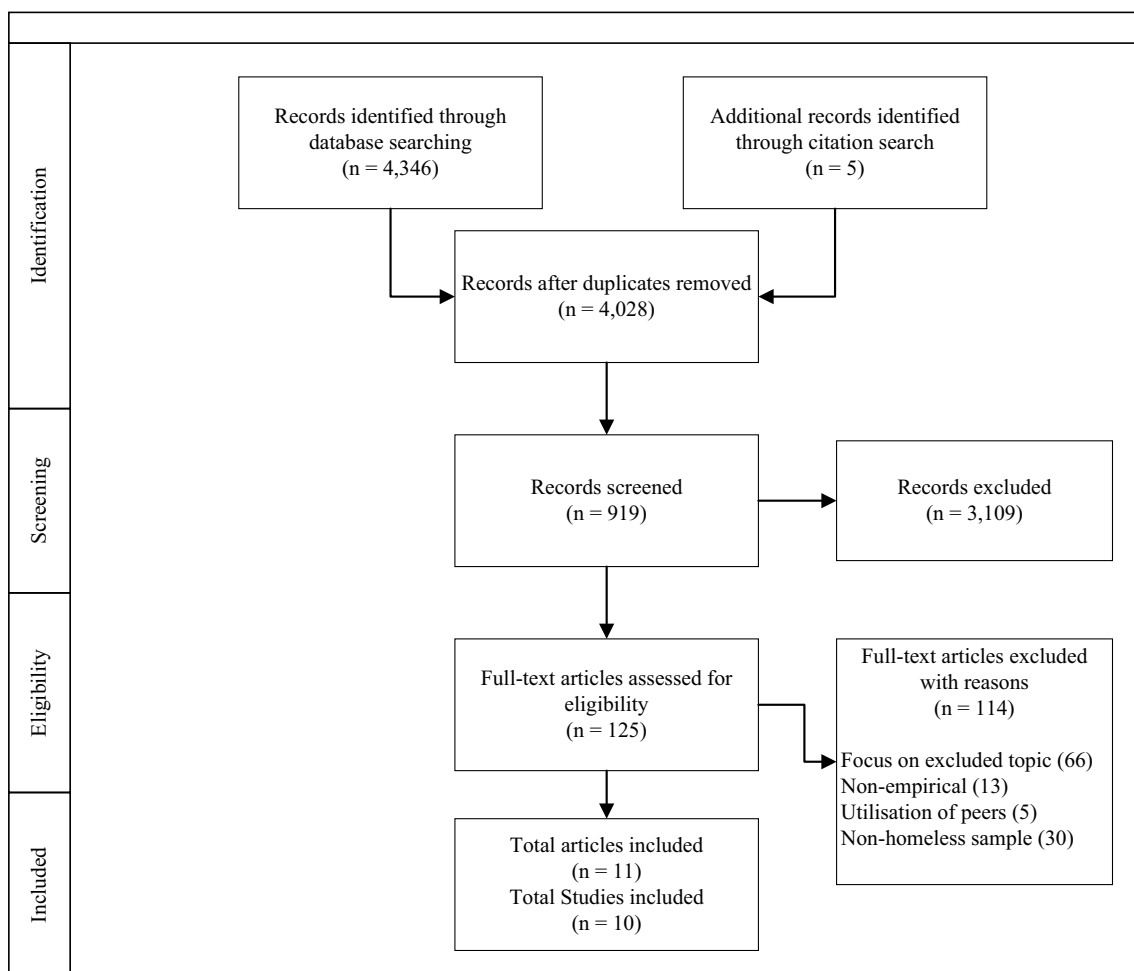 Identification
Records identified through
database searching
(n = 4,346)
Additional records identified
through citation search
(n = 5)
Records after duplicates removed
(n = 4,028)
Screening
Records screened
(n = 919)
Records excluded
(n = 3,109)
Eligibility
Full-text articles assessed for
eligibility
(n = 125)
Full-text articles excluded
with reasons
(n = 114)
Focus on excluded topic (66)
Non-empirical (13)
Utilisation of peers (5)
Non-homeless sample (30)
Included
Total articles included
(n = 11)
Total Studies included
(n = 10)